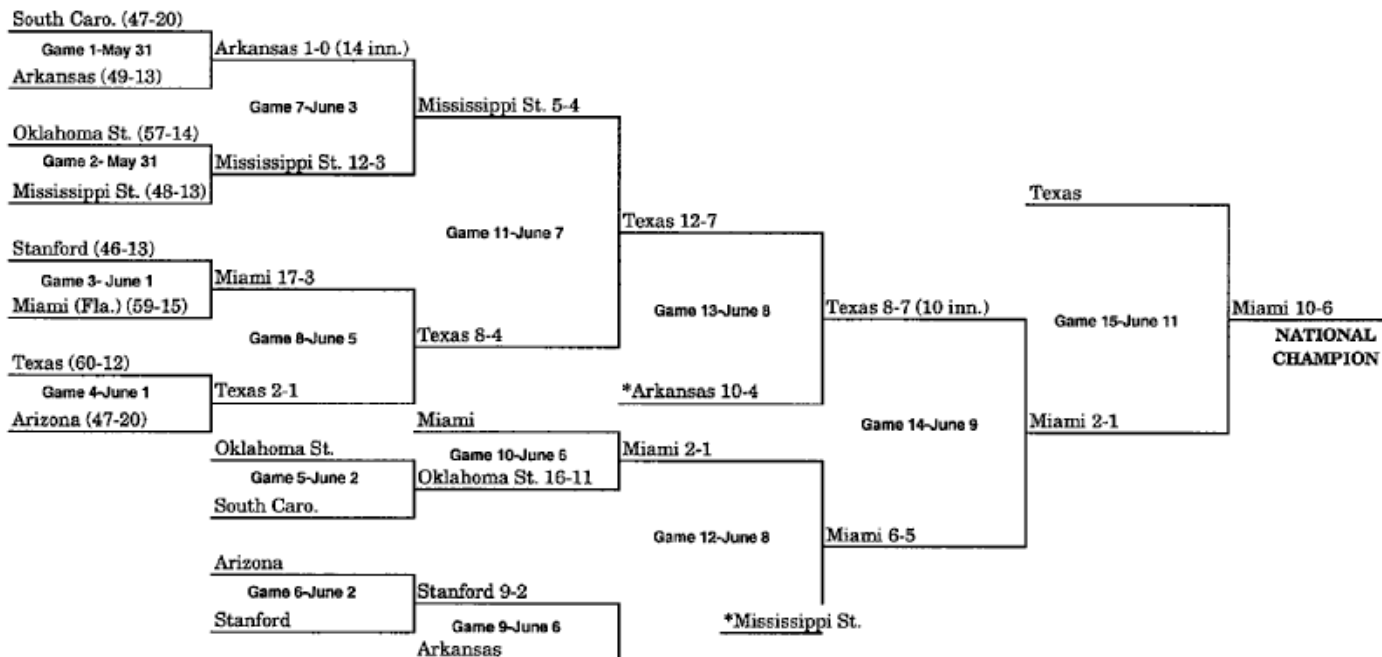 South Caro. (47-20)
Game 1-May 31
Arkansas (49-13)
Arkansas 1-0 (14 inn.)
Game 7-June 3
Oklahoma St. (57-14)
Game 2- May 31
Mississippi St. (48-13)
Mississippi St. 12-3
Mississippi St. 5-4
Game 11-June 7
Stanford (46-13)
Game 3- June 1
Miami (Fla.) (59-15)
Miami 17-3
Game 8-June 5
Texas (60-12)
Game 4-June 1
Arizona (47-20)
Texas 2-1
Texas 8-4
Texas 12-7
Game 13-June 8
*Arkansas 10-4
Texas 8-7 (10 inn.)
Game 14-June 9
Oklahoma St.
Game 5-June 2
South Caro.
Miami
Game 10-June 6
Oklahoma St. 16-11
Miami 2-1
Game 12-June 8
*Mississippi St.
Miami 6-5
Arizona
Game 6-June 2
Stanford
Stanford 9-2
Game 9-June 6
Arkansas
Texas
Game 15-June 11
Miami 2-1
Miami 10-6
NATIONAL
CHAMPION